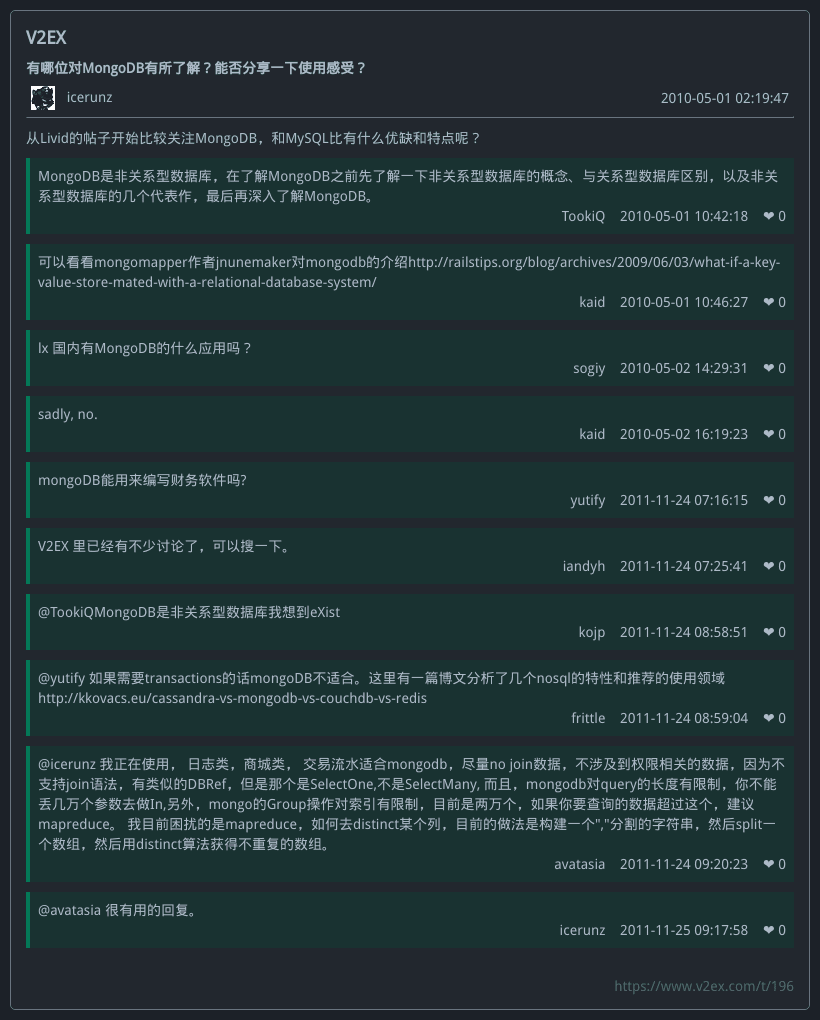 V2EX
有哪位对MongoDB有所了解？能否分享一下使用感受？
icerunz 2010-05-01 02:19:47
从Livid的帖子开始比较关注MongoDB，和MySQL比有什么优缺和特点呢？
MongoDB是非关系型数据库，在了解MongoDB之前先了解一下非关系型数据库的概念、与关系型数据库区别，以及非关
系型数据库的几个代表作，最后再深入了解MongoDB。
TookiQ 2010-05-01 10:42:18 ❤ 0
可以看看mongomapper作者jnunemaker对mongodb的介绍http://railstips.org/blog/archives/2009/06/03/what-if-a-key-
value-store-mated-with-a-relational-database-system/
kaid 2010-05-01 10:46:27 ❤ 0
lx 国内有MongoDB的什么应用吗？
sogiy 2010-05-02 14:29:31 ❤ 0
sadly, no.
kaid 2010-05-02 16:19:23 ❤ 0
mongoDB能用来编写财务软件吗?
yutify 2011-11-24 07:16:15 ❤ 0
V2EX 里已经有不少讨论了，可以搜一下。
iandyh 2011-11-24 07:25:41 ❤ 0
@TookiQMongoDB是非关系型数据库我想到eXist
kojp 2011-11-24 08:58:51 ❤ 0
@yutify 如果需要transactions的话mongoDB不适合。这里有一篇博文分析了几个nosql的特性和推荐的使用领域
http://kkovacs.eu/cassandra-vs-mongodb-vs-couchdb-vs-redis
frittle 2011-11-24 08:59:04 ❤ 0
@icerunz 我正在使用， 日志类，商城类， 交易流水适合mongodb，尽量no join数据，不涉及到权限相关的数据，因为不
支持join语法，有类似的DBRef，但是那个是SelectOne,不是SelectMany, 而且，mongodb对query的长度有限制，你不能
丢几万个参数去做In,另外，mongo的Group操作对索引有限制，目前是两万个，如果你要查询的数据超过这个，建议
mapreduce。 我目前困扰的是mapreduce，如何去distinct某个列，目前的做法是构建一个","分割的字符串，然后split一
个数组，然后用distinct算法获得不重复的数组。
avatasia 2011-11-24 09:20:23 ❤ 0
@avatasia 很有用的回复。
icerunz 2011-11-25 09:17:58 ❤ 0
https://www.v2ex.com/t/196